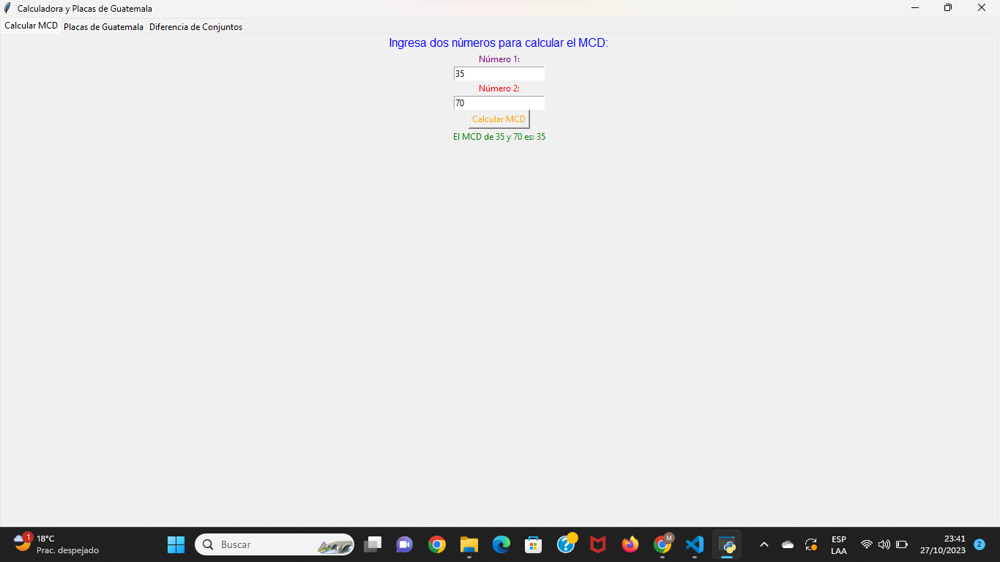 Calculadora y Placas de Guatemala
Calcular MCD Placas de Guatemala Diferencia de Conjuntos
Ingresa dos números para calcular el MCD:
Número 1:
35
Número 2:
70
Calcular MCD
El MCD de 35 y 70 es: 35
1
18°C
Prac. despejado
Buscar
M
ESP
LAA
23:41
27/10/2023
2